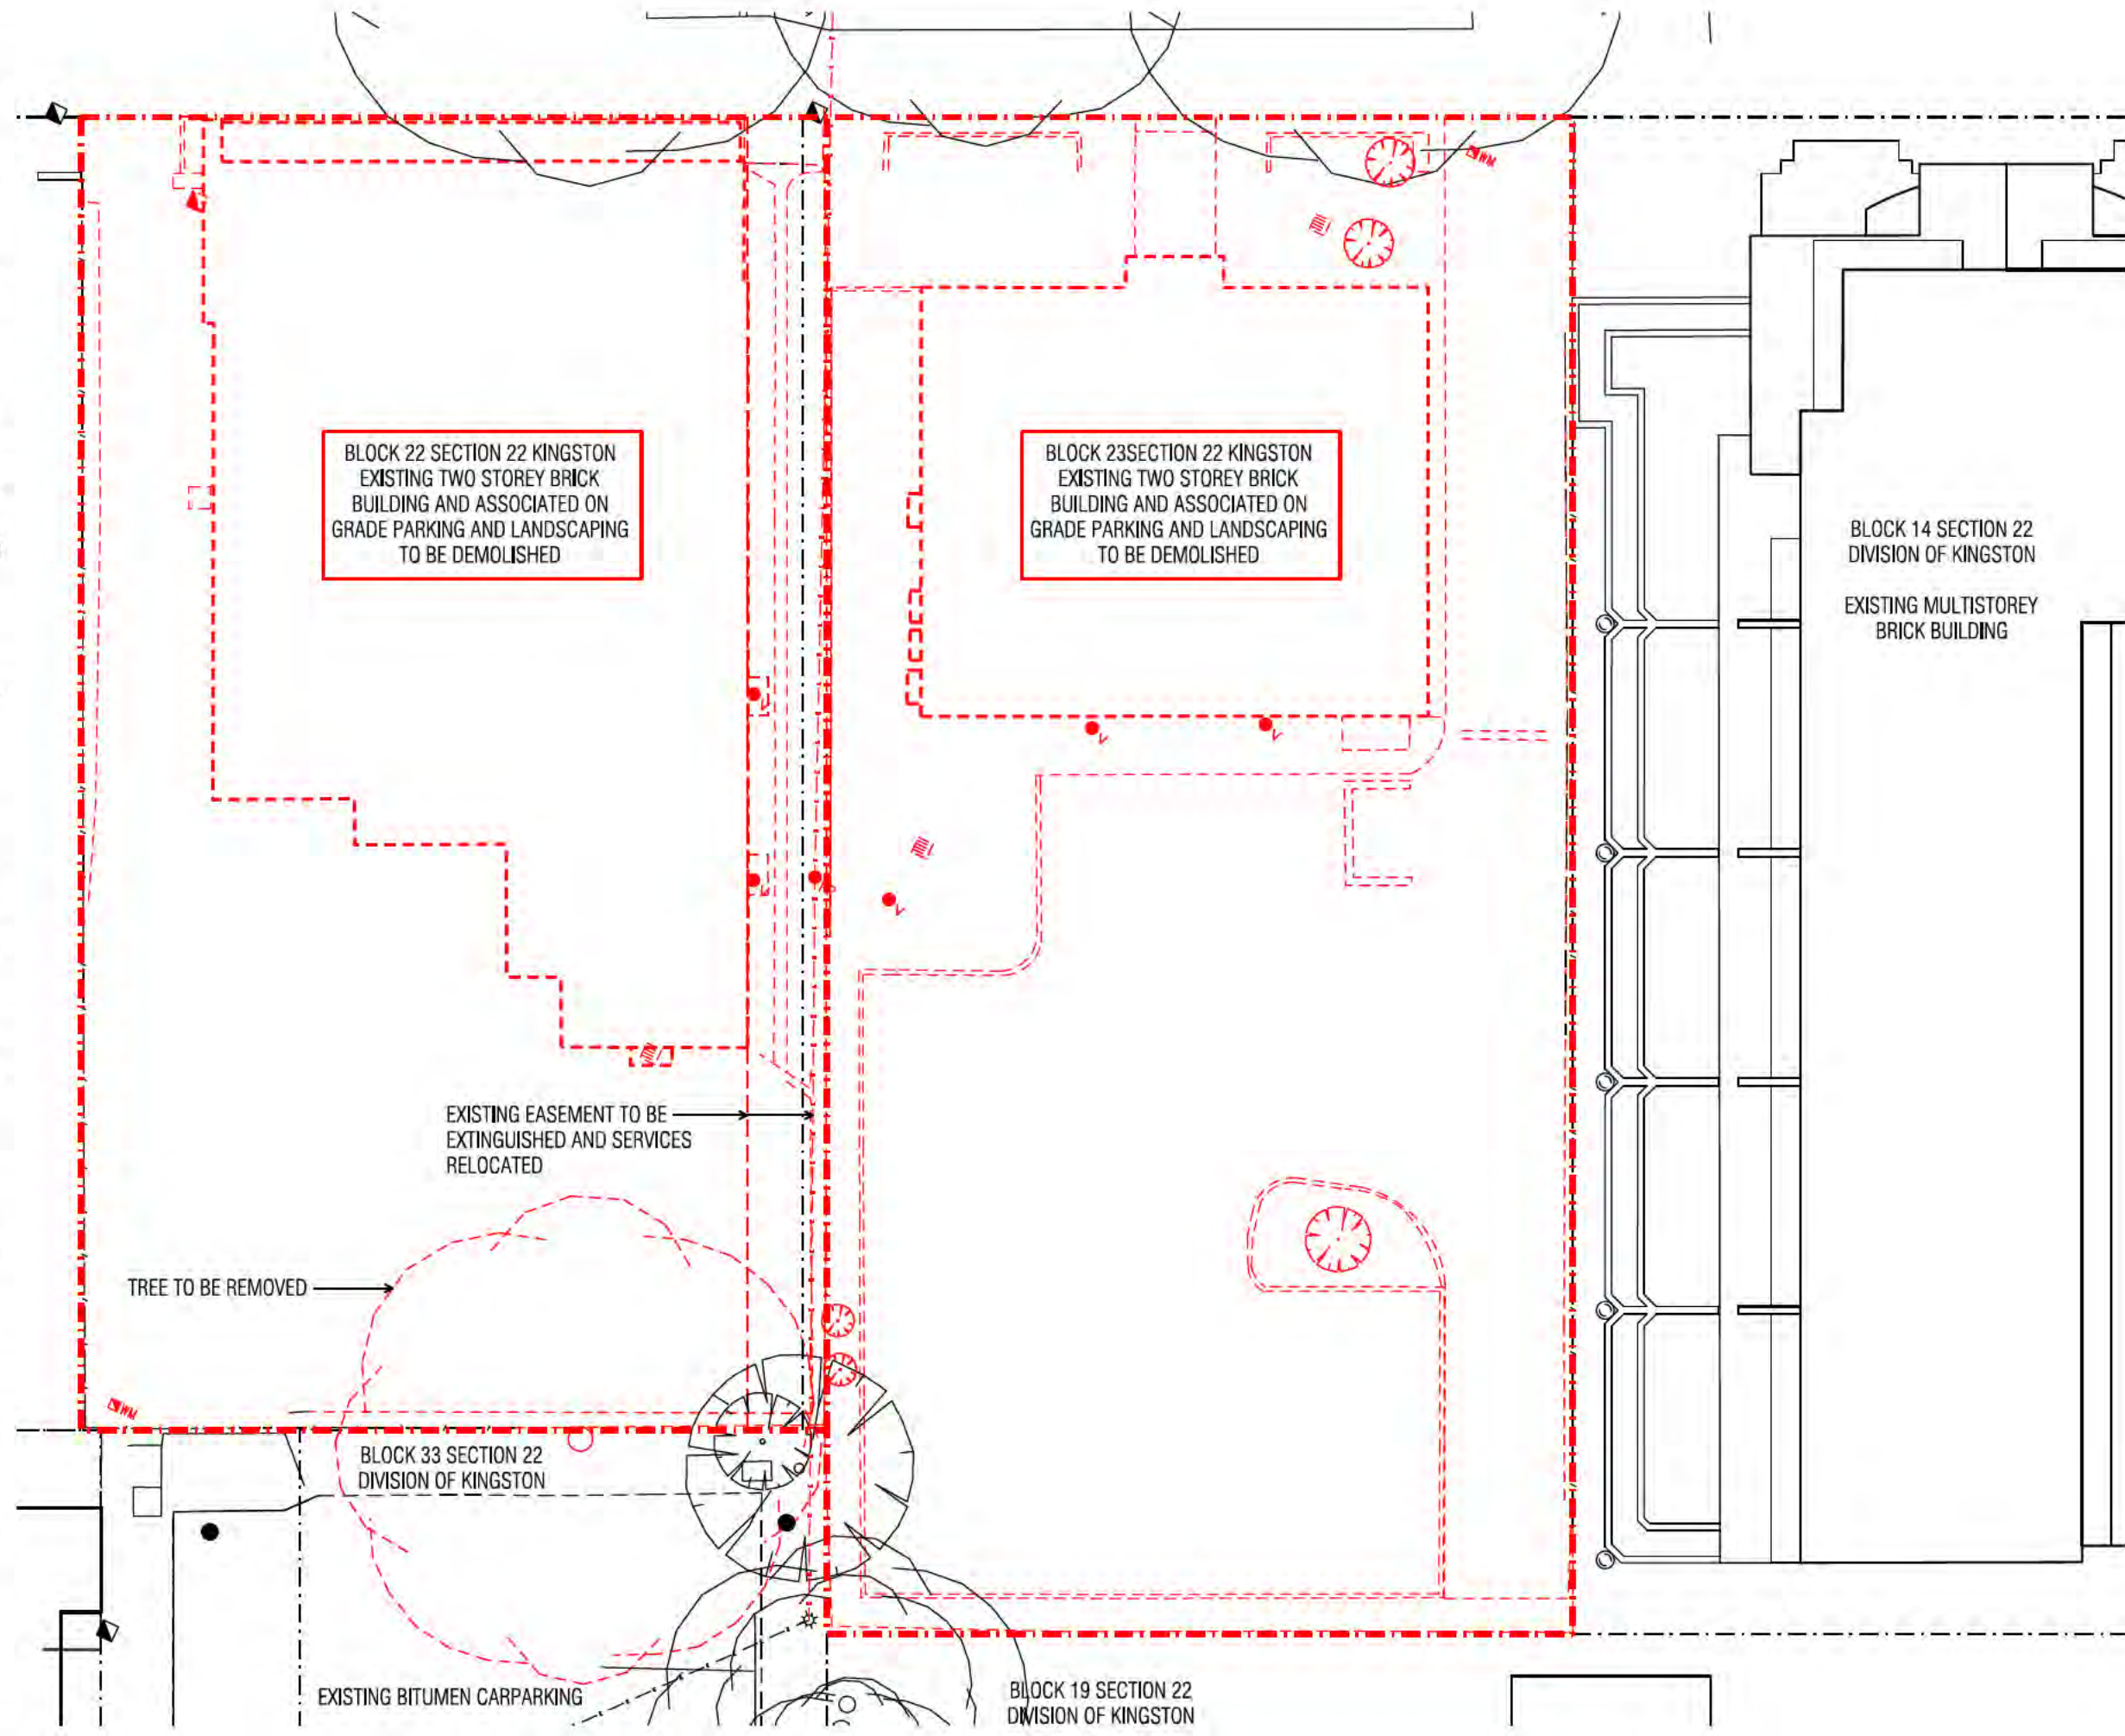 WM
BLOCK 22 SECTION 22 KINGSTON
EXISTING TWO STOREY BRICK
BUILDING AND ASSOCIATED ON
GRADE PARKING AND LANDSCAPING
TO BE DEMOLISHED
BLOCK 23SECTION 22 KINGSTON
EXISTING TWO STOREY BRICK
BUILDING AND ASSOCIATED ON
GRADE PARKING AND LANDSCAPING
TO BE DEMOLISHED
BLOCK 14 SECTION 22
DIVISION OF KINGSTON
EXISTING MULTISTOREY
BRICK BUILDING
EXISTING EASEMENT TO BE
EXTINGUISHED AND SERVICES
RELOCATED
TREE TO BE REMOVED
WM
BLOCK 33 SECTION 22
DIVISION OF KINGSTON
EXISTING BITUMEN CARPARKING
BLOCK 19 SECTION 22
DIVISION OF KINGSTON